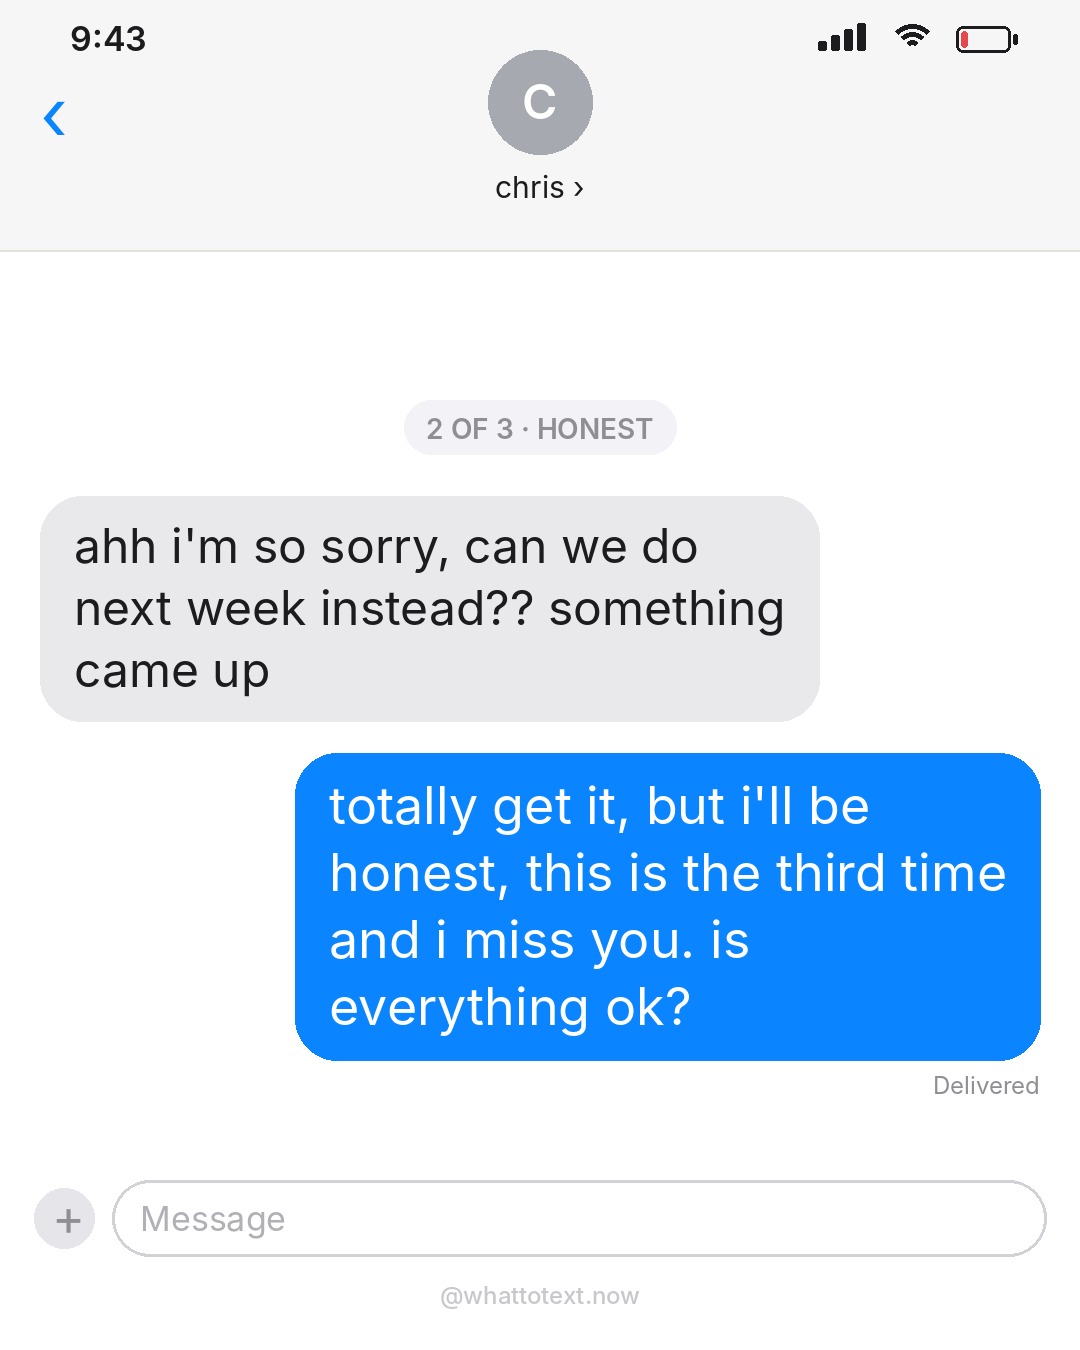 9:43
C
chris ›
2 OF 3 · HONEST
ahh i'm so sorry, can we do
next week instead?? something
came up
totally get it, but i'll be
honest, this is the third time
and i miss you. is
everything ok?
Delivered
+
Message
@whattotext.now